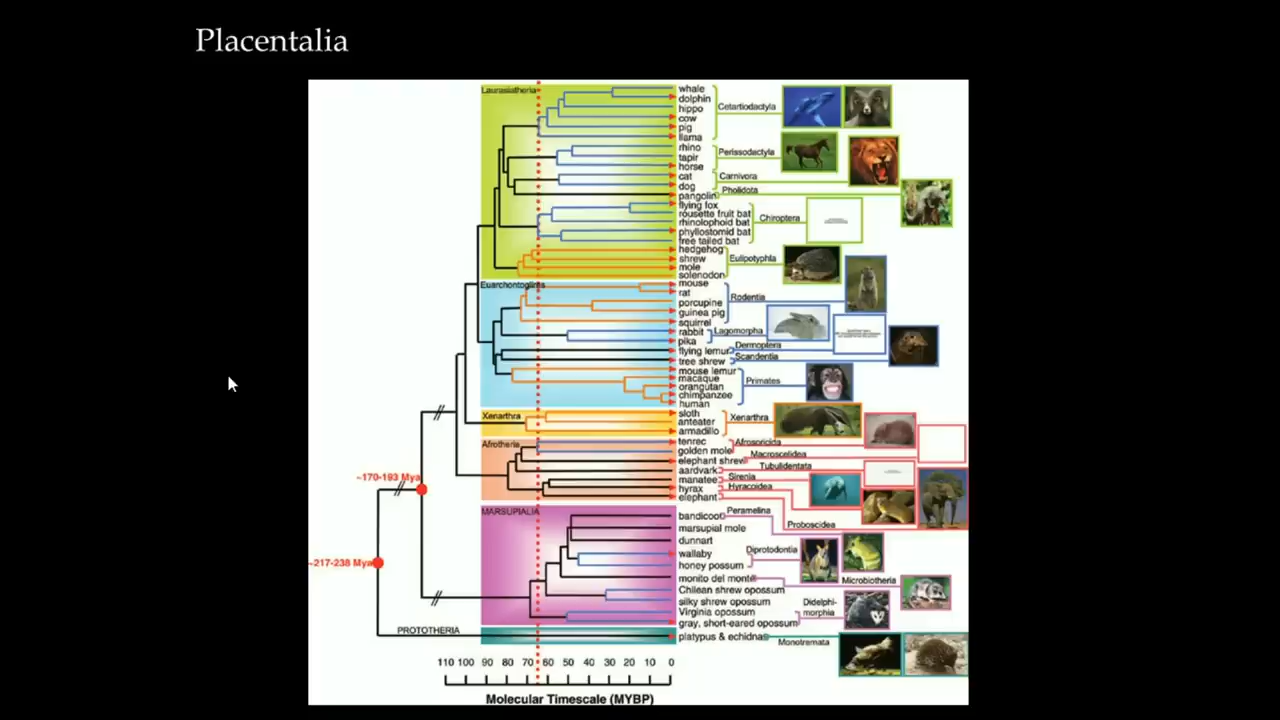 Placentalia
Laurasiatheria
whale
dolphin
hippo
cow
pig
llama
Cetartiodactyla
rhino
tapir
horse
Perissodactyla
cat
dog
Carnivora
pangolin
Pholidota
flying fox
rousette fruit bat
rhinolophoid bat
phyllostomid bat
free tailed bat
Chiroptera
hedgehog
shrew
mole
solenodon
Eulipotyphla
Euarchontoglires
mouse
rat
porcupine
guinea pig
squirrel
Rodentia
rabbit
pika
Lagomorpha
flying lemur
Dermoptera
tree shrew
Scandentia
mouse lemur
macaque
orangutan
chimpanzee
human
Primates
Xenarthra
sloth
anteater
armadillo
Xenarthra
Afrotheria
tenrec
golden mole
Afrosoricida
elephant shrew
Macroscelidea
aardvark
Tubulidentata
manatee
Sirenia
hyrax
Hyracoidea
elephant
Proboscidea
~170-193 Mya
~217-238 Mya
MARSUPIALIA
bandicoot
Peramelina
marsupial mole
dunnart
wallaby
honey possum
Diprotodontia
monito del monte
Microbiotheria
Chilean shrew opossum
silky shrew opossum
Virginia opossum
gray, short-eared opossum
Didelphi-
morphia
PROTOTHERIA
platypus & echidnas
Monotremata
110 100 90 80 70 60 50 40 30 20 10 0
Molecular Timescale (MYBP)